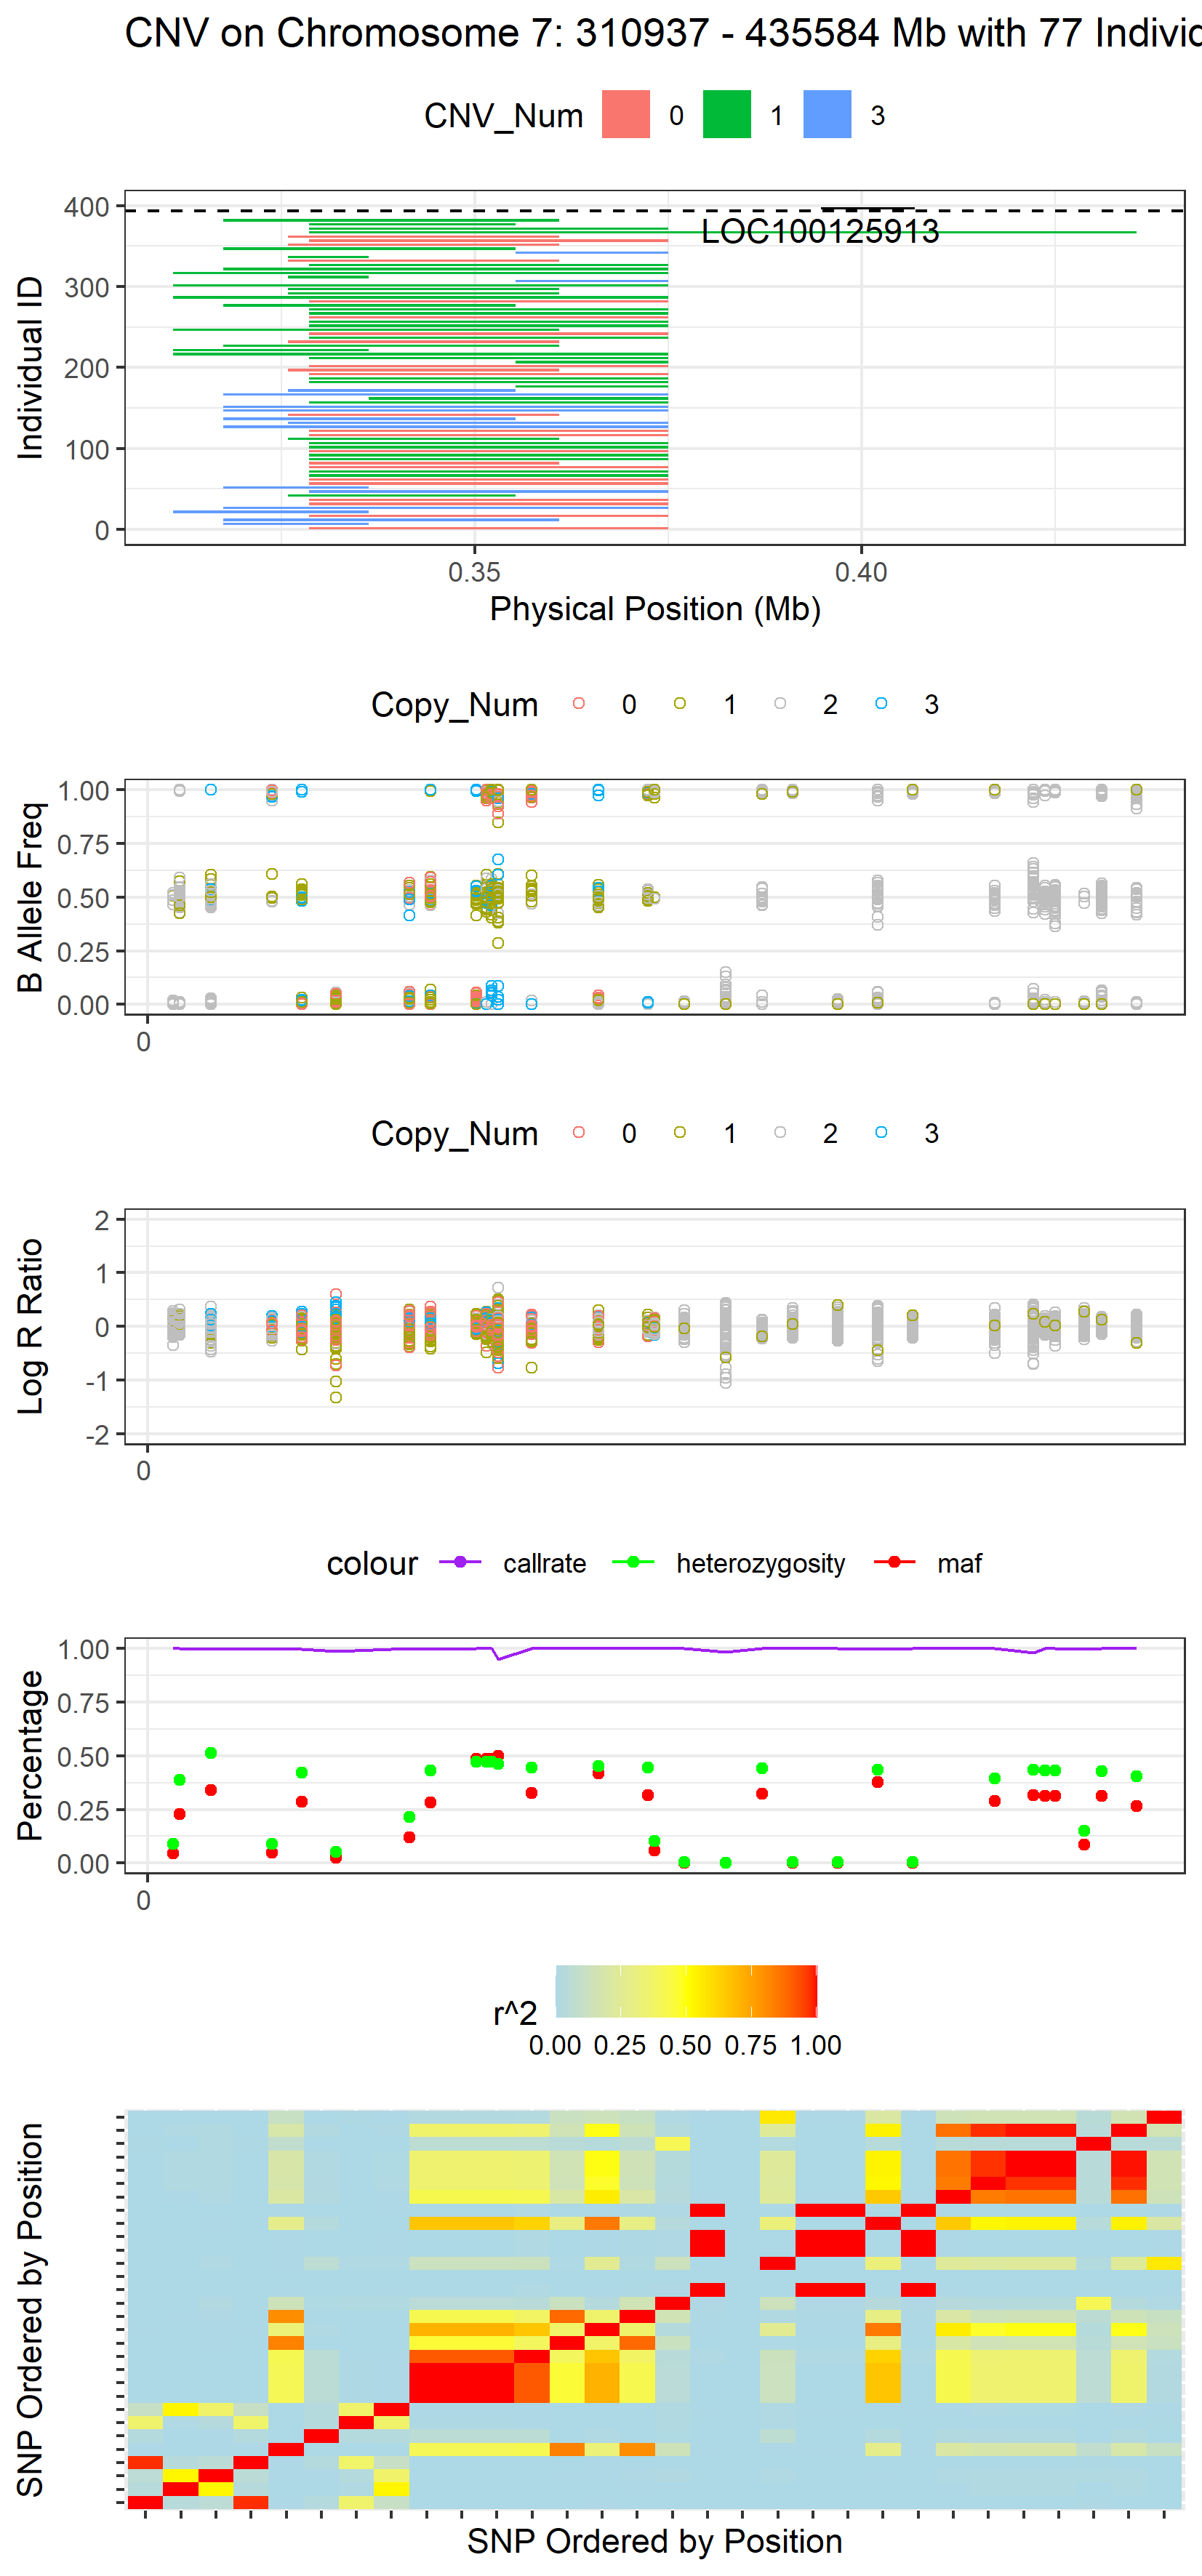 CNV on Chromosome 7: 310937 - 435584 Mb with 77 Individ
CNV_Num 0 1 3
400
300
200
100
0
Individual ID
LOC100125913
0.35 0.40
Physical Position (Mb)
Copy_Num 0 1 2 3
1.00
0.75
0.50
0.25
0.00
B Allele Freq
0
Copy_Num 0 1 2 3
2
1
0
-1
-2
Log R Ratio
0
colour callrate heterozygosity maf
1.00
0.75
0.50
0.25
0.00
Percentage
0
r^2
0.00 0.25 0.50 0.75 1.00
SNP Ordered by Position
SNP Ordered by Position